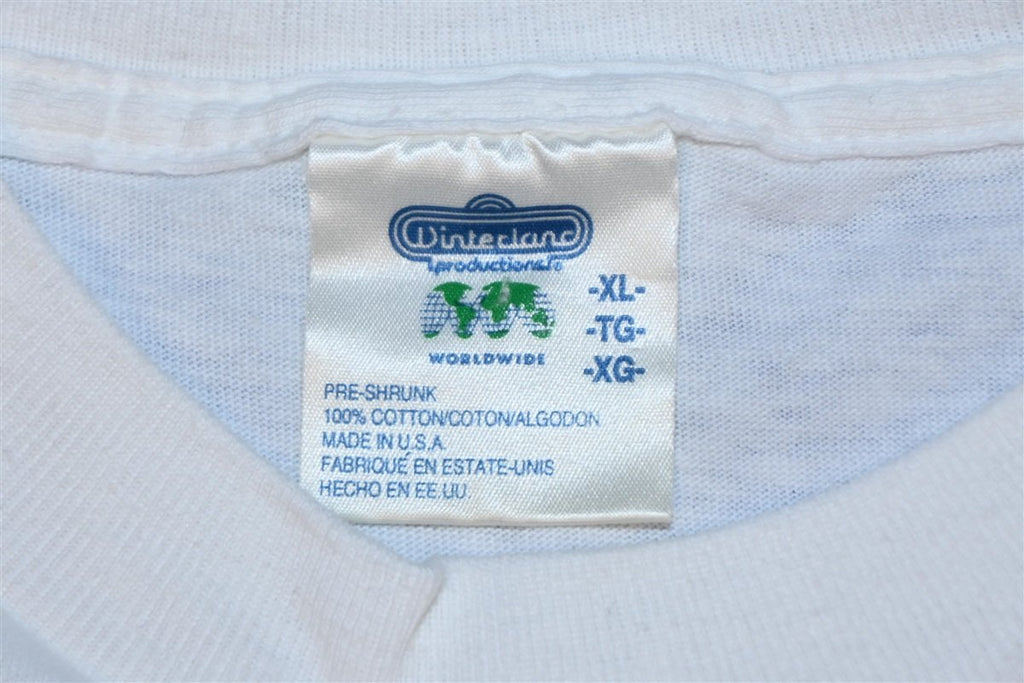 Winterland
productions®
-XL-
-TG-
-XG-
WORLDWIDE
PRE-SHRUNK
100% COTTON/COTON/ALGODON
MADE IN U.S.A.
FABRIQUÉ EN ESTATE-UNIS
HECHO EN EE.UU.